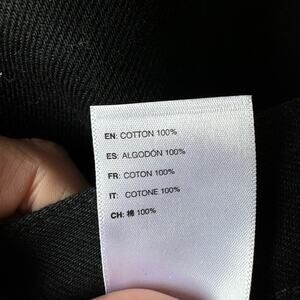 EN: COTTON 100%
ES: ALGODÓN 100%
FR: COTON 100%
IT: COTONE 100%
CH: 棉 100%